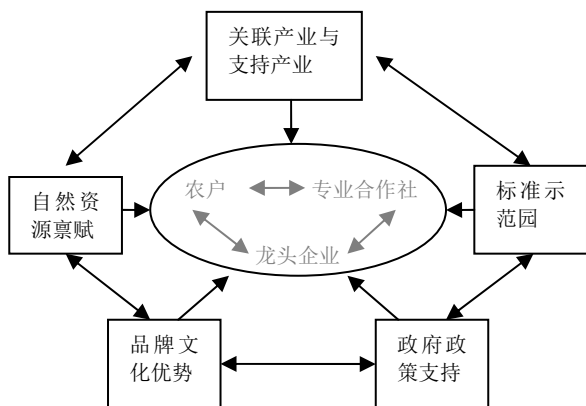 关联产业与
支持产业
农户
专业合作社
自然资
源禀赋
标准示
范园
龙头企业
品牌文
化优势
政府政
策支持